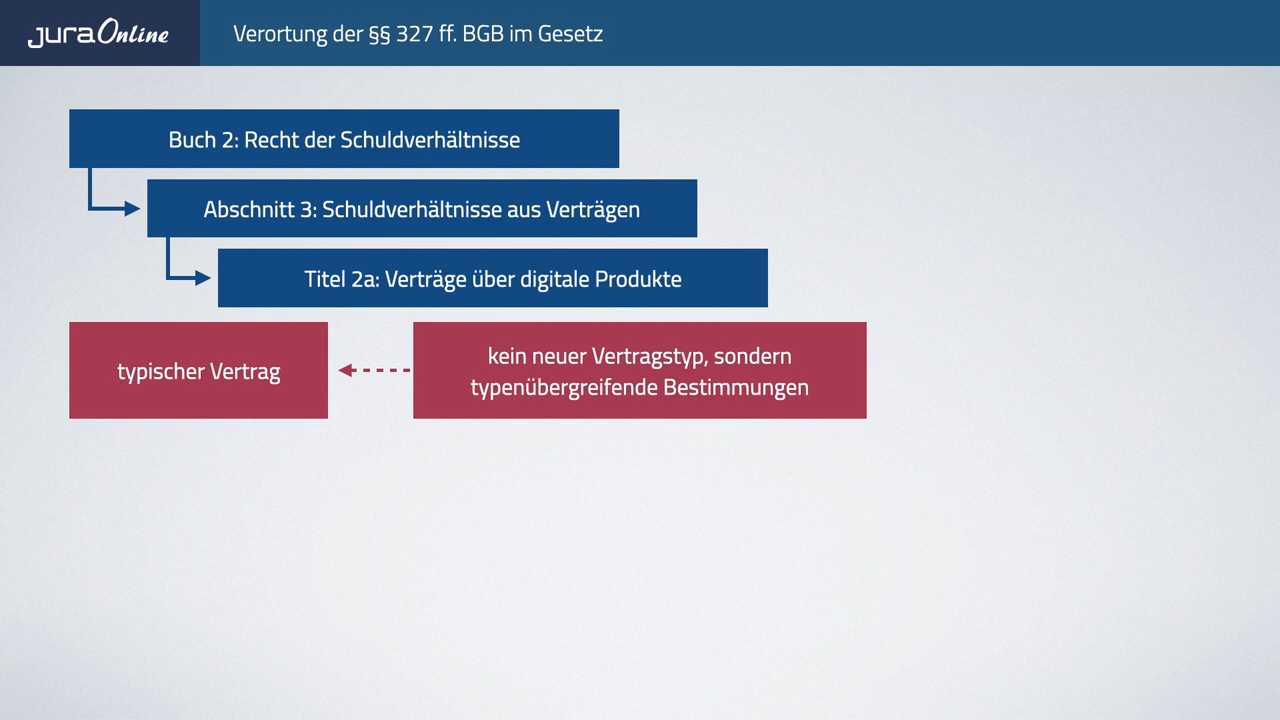 juraOnline
Verortung der §§ 327 ff. BGB im Gesetz
Buch 2: Recht der Schuldverhältnisse
Abschnitt 3: Schuldverhältnisse aus Verträgen
Titel 2a: Verträge über digitale Produkte
typischer Vertrag
kein neuer Vertragstyp, sondern
typenübergreifende Bestimmungen